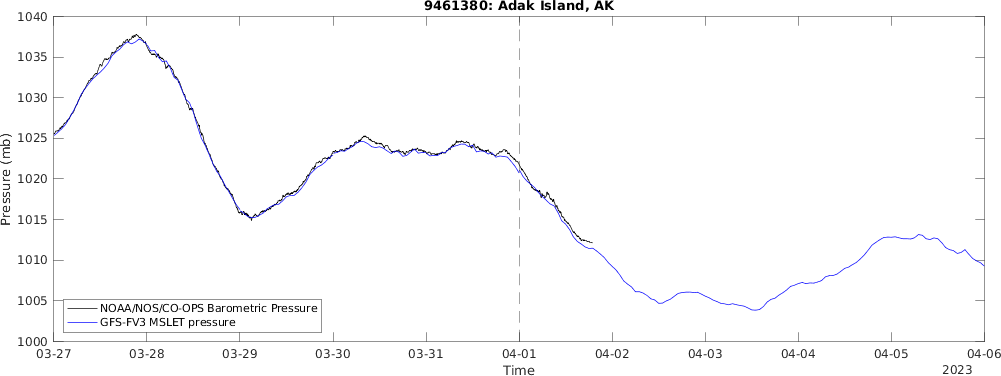 9461380: Adak Island, AK
Pressure (mb)
1040
1035
1030
1025
1020
1015
1010
1005
1000
NOAA/NOS/CO-OPS Barometric Pressure
GFS-FV3 MSLET pressure
03-27 03-28 03-29 03-30 03-31 04-01 04-02 04-03 04-04 04-05 04-06
Time
2023